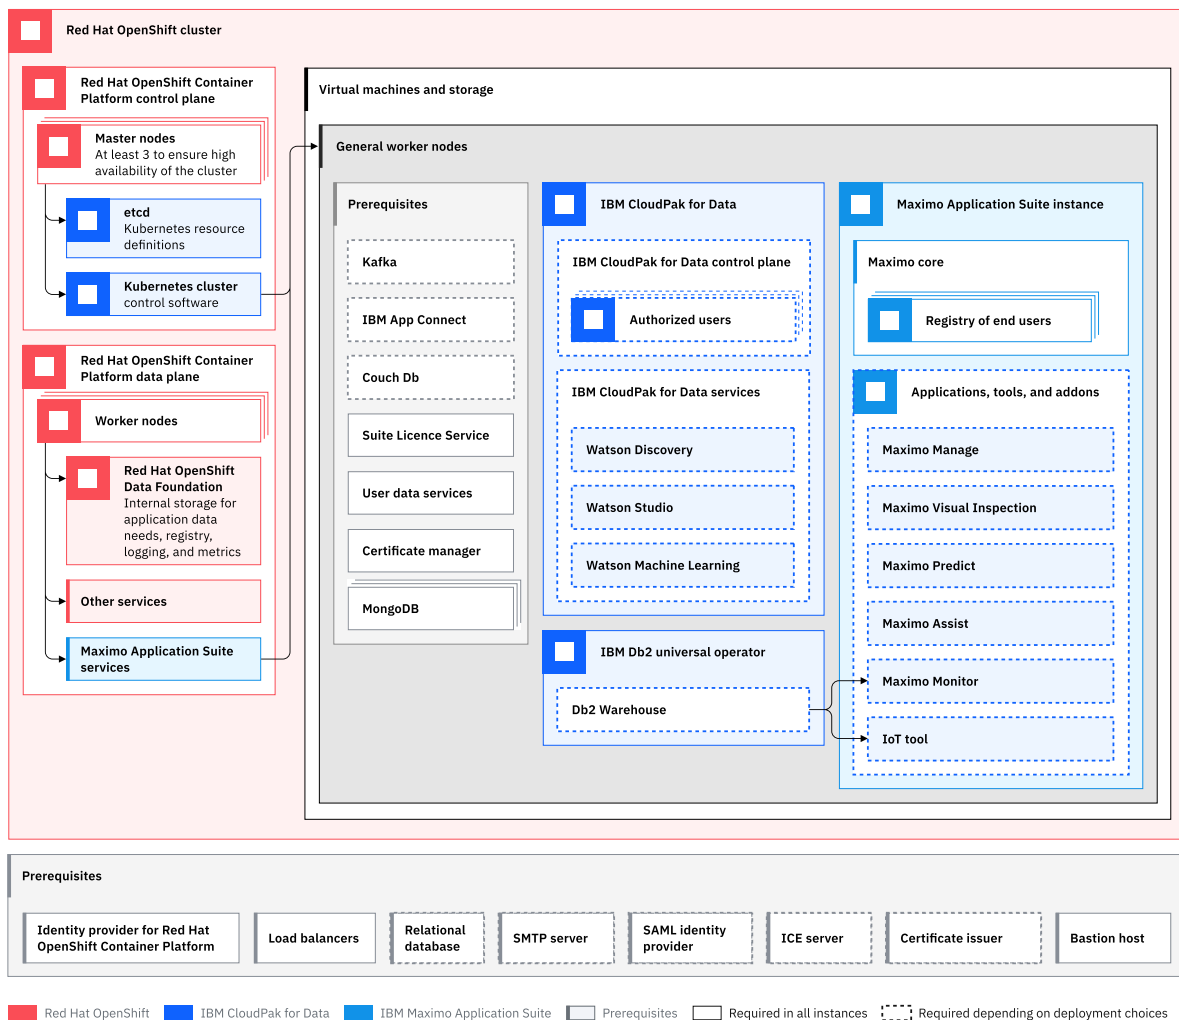 Red Hat OpenShift cluster
Red Hat OpenShift Container
Platform control plane
Master nodes
At least 3 to ensure high
availability of the cluster
etcd
Kubernetes resource
definitions
Kubernetes cluster
control software
Red Hat OpenShift Container
Platform data plane
Worker nodes
Red Hat OpenShift
Data Foundation
Internal storage for
application data
needs, registry,
logging, and metrics
Other services
Maximo Application Suite
services
Virtual machines and storage
General worker nodes
Prerequisites
Kafka
IBM App Connect
Couch Db
Suite Licence Service
User data services
Certificate manager
MongoDB
IBM CloudPak for Data
IBM CloudPak for Data control plane
Authorized users
IBM CloudPak for Data services
Watson Discovery
Watson Studio
Watson Machine Learning
IBM Db2 universal operator
Db2 Warehouse
Maximo Application Suite instance
Maximo core
Registry of end users
Applications, tools, and addons
Maximo Manage
Maximo Visual Inspection
Maximo Predict
Maximo Assist
Maximo Monitor
IoT tool
Prerequisites
Identity provider for Red Hat
OpenShift Container Platform
Load balancers
Relational
database
SMTP server
SAML identity
provider
ICE server
Certificate issuer
Bastion host
Red Hat OpenShift
IBM CloudPak for Data
IBM Maximo Application Suite
Prerequisites
Required in all instances
Required depending on deployment choices